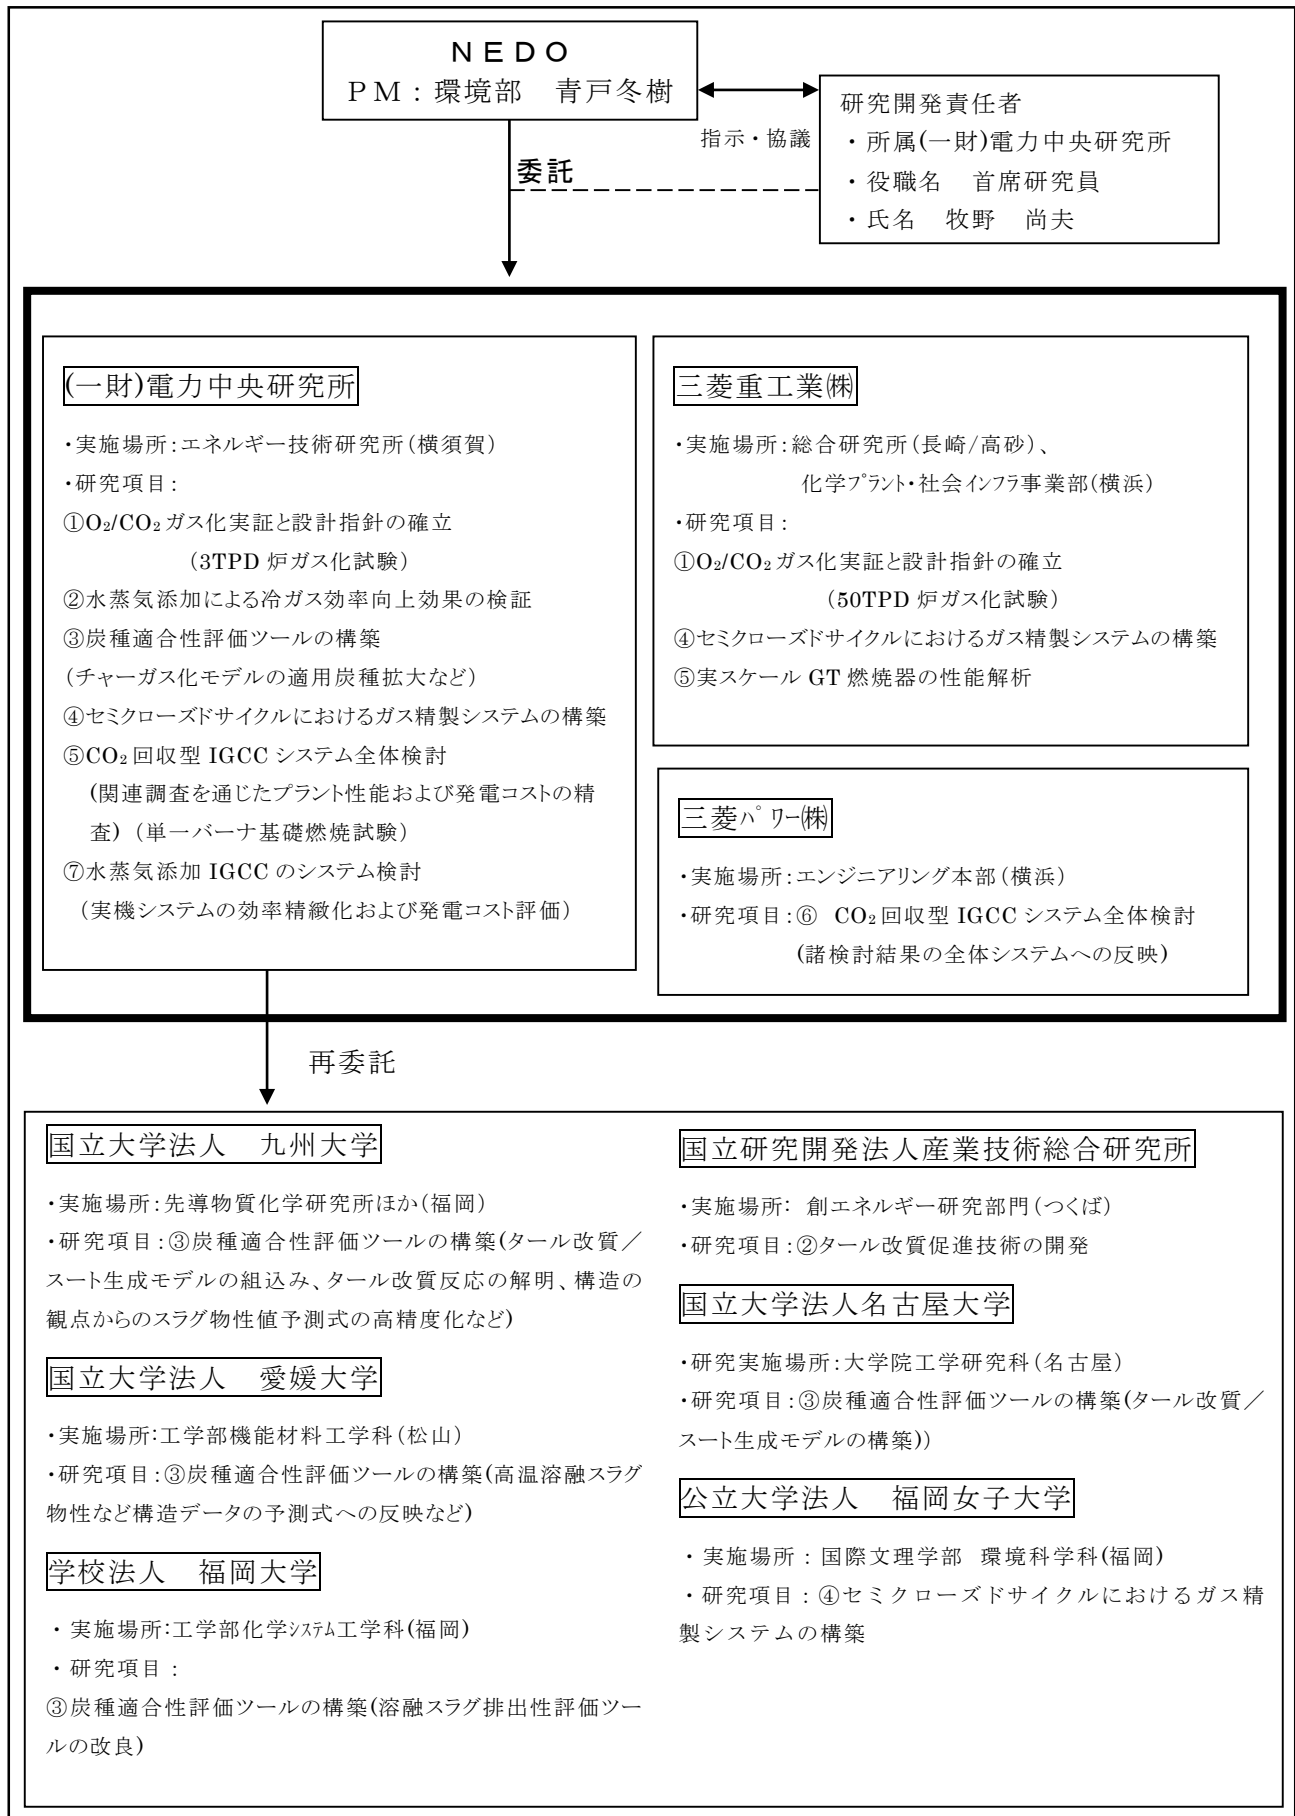 NEDO
PM：環境部　青戸冬樹
指示・協議
研究開発責任者
・所属(一財)電力中央研究所
・役職名　首席研究員
・氏名　牧野　尚夫
委託
(一財)電力中央研究所
・実施場所：エネルギー技術研究所（横須賀）
・研究項目：
①O₂/CO₂ガス化実証と設計指針の確立
（3TPD 炉ガス化試験）
②水蒸気添加による冷ガス効率向上効果の検証
③炭種適合性評価ツールの構築
（チャーガス化モデルの適用炭種拡大など）
④セミクローズドサイクルにおけるガス精製システムの構築
⑤CO₂回収型 IGCC システム全体検討
(関連調査を通じたプラント性能および発電コストの精
査)（単一バーナ基礎燃焼試験）
⑦水蒸気添加 IGCC のシステム検討
（実機システムの効率精緻化および発電コスト評価）
三菱重工業㈱
・実施場所：総合研究所（長崎/高砂）、
化学ﾌﾟﾗﾝﾄ・社会ｲﾝﾌﾗ事業部(横浜）
・研究項目：
①O₂/CO₂ガス化実証と設計指針の確立
（50TPD 炉ガス化試験）
④セミクローズドサイクルにおけるガス精製システムの構築
⑤実スケール GT 燃焼器の性能解析
三菱ﾊﾟﾜｰ㈱
・実施場所：エンジニアリング本部（横浜）
・研究項目：⑥　CO₂回収型 IGCC システム全体検討
(諸検討結果の全体システムへの反映）
再委託
国立大学法人　九州大学
・実施場所：先導物質化学研究所ほか（福岡）
・研究項目：③炭種適合性評価ツールの構築(タール改質／
スート生成モデルの組込み、タール改質反応の解明、構造の
観点からのスラグ物性値予測式の高精度化など)
国立大学法人　愛媛大学
・実施場所：工学部機能材料工学科（松山）
・研究項目：③炭種適合性評価ツールの構築(高温溶融スラグ
物性など構造データの予測式への反映など)
学校法人　福岡大学
・実施場所：工学部化学ｼｽﾃﾑ工学科(福岡)
・研究項目：
③炭種適合性評価ツールの構築(溶融スラグ排出性評価ツー
ルの改良)
国立研究開発法人産業技術総合研究所
・実施場所：　創エネルギー研究部門（つくば）
・研究項目：②タール改質促進技術の開発
国立大学法人名古屋大学
・研究実施場所：大学院工学研究科（名古屋）
・研究項目：③炭種適合性評価ツールの構築(タール改質／
スート生成モデルの構築)）
公立大学法人　福岡女子大学
・実施場所：国際文理学部　環境科学科(福岡)
・研究項目：④セミクローズドサイクルにおけるガス精
製システムの構築